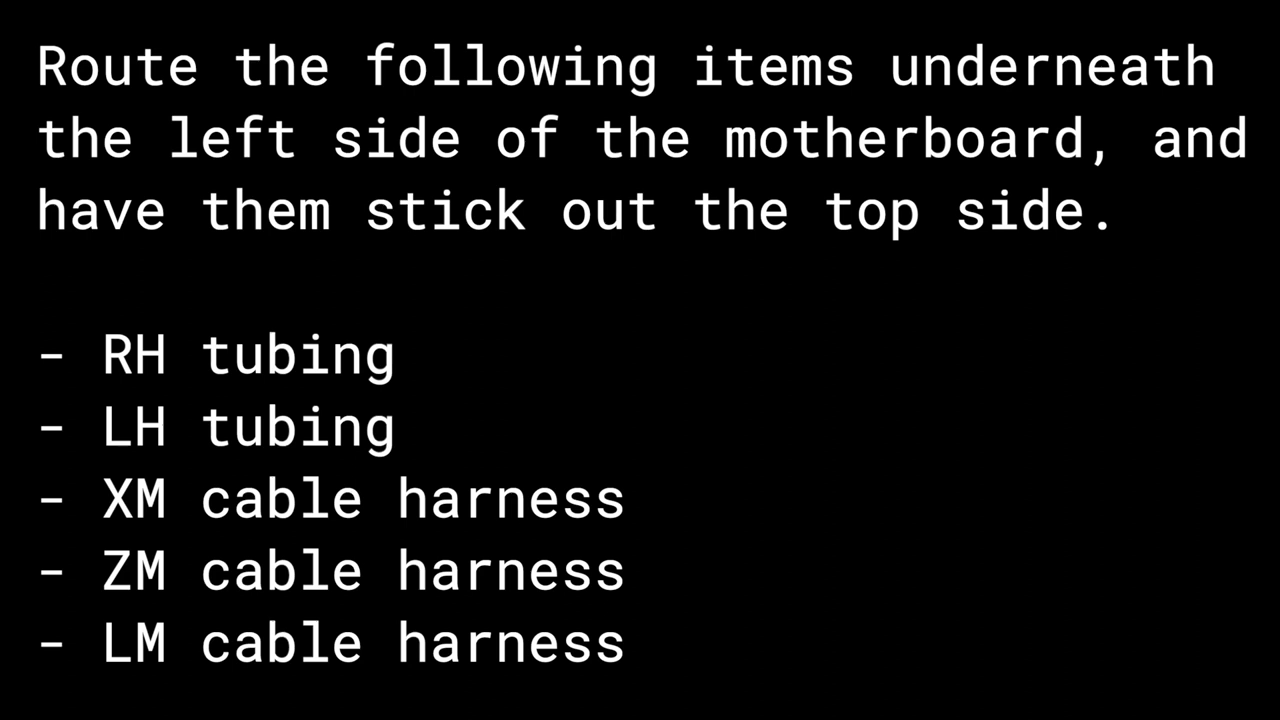 Route the following items underneath
the left side of the motherboard, and
have them stick out the top side.
- RH tubing
- LH tubing
- XM cable harness
- ZM cable harness
- LM cable harness